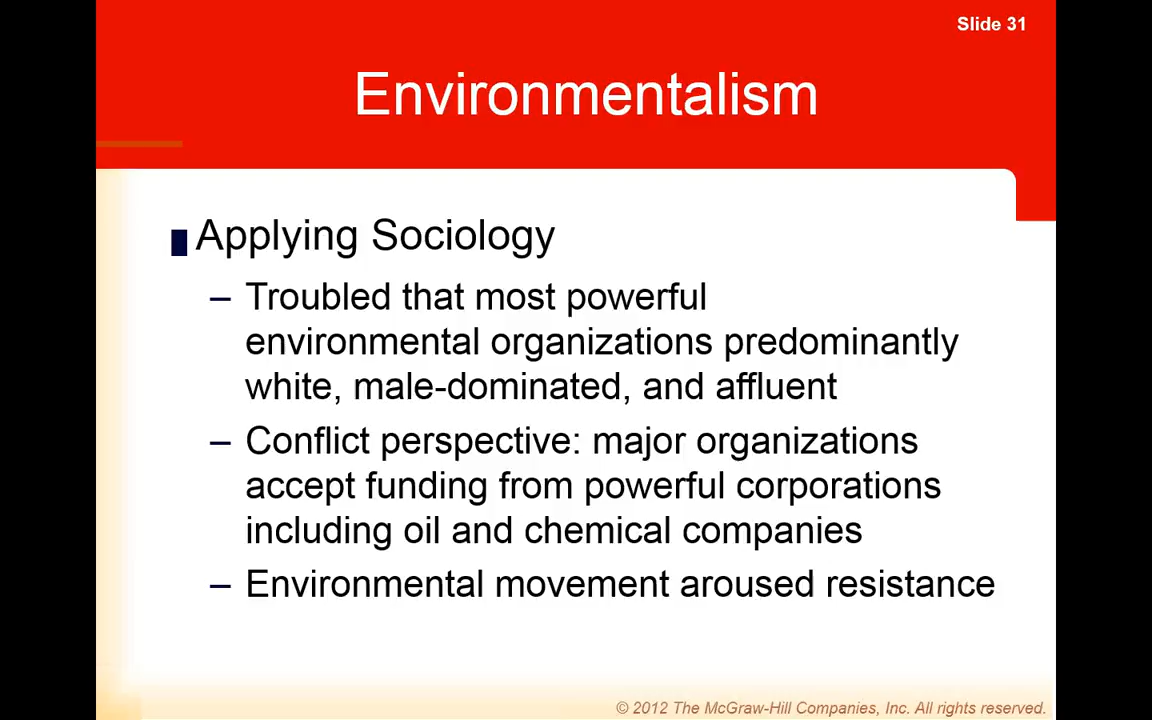 Slide 31
Environmentalism
Applying Sociology
– Troubled that most powerful
environmental organizations predominantly
white, male-dominated, and affluent
– Conflict perspective: major organizations
accept funding from powerful corporations
including oil and chemical companies
– Environmental movement aroused resistance
© 2012 The McGraw-Hill Companies, Inc. All rights reserved.